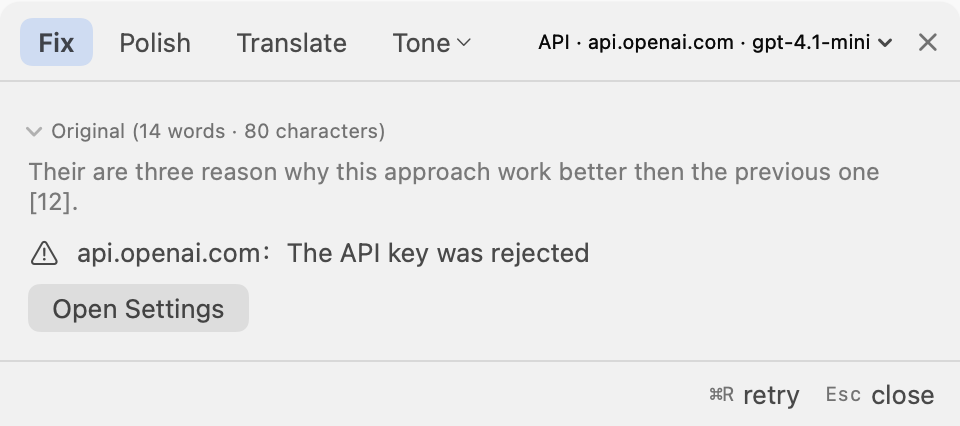 Fix Polish Translate Tone API · api.openai.com · gpt-4.1-mini
Original (14 words · 80 characters)
Their are three reason why this approach work better then the previous one
[12].
api.openai.com: The API key was rejected
Open Settings
⌘R retry Esc close